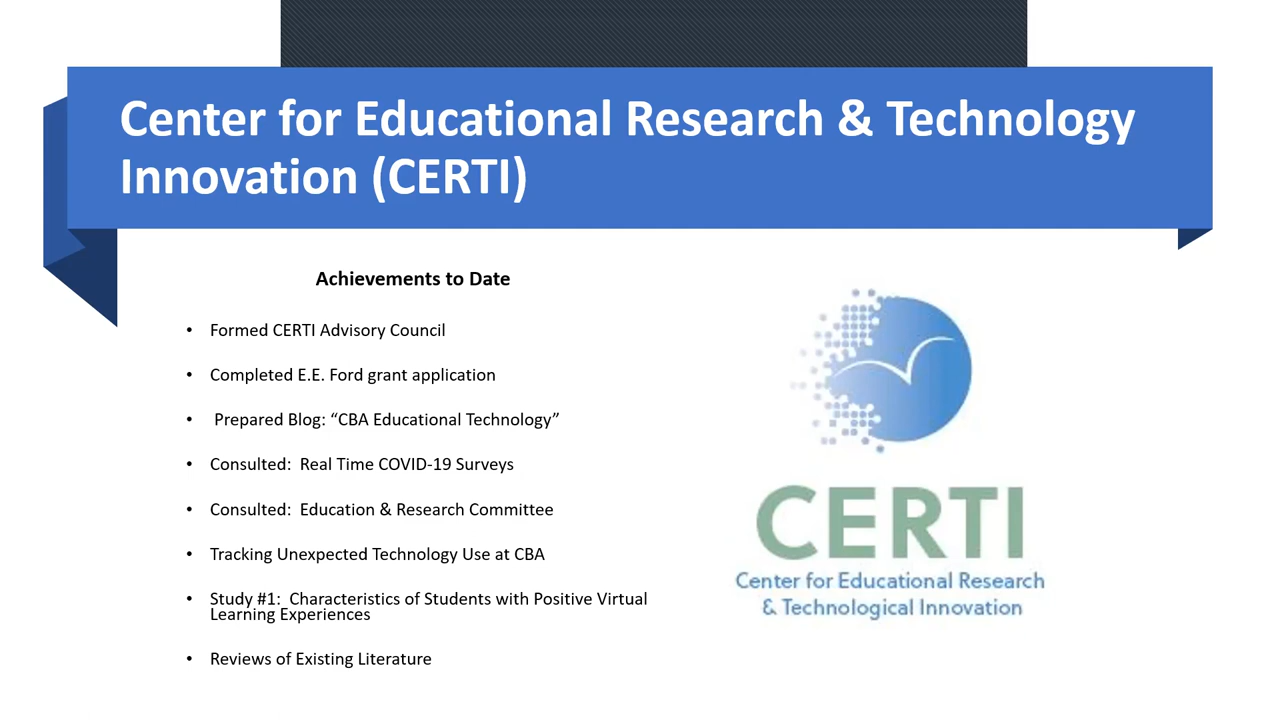 Center for Educational Research & Technology
Innovation (CERTI)
Achievements to Date
• Formed CERTI Advisory Council
• Completed E.E. Ford grant application
• Prepared Blog: “CBA Educational Technology”
• Consulted: Real Time COVID-19 Surveys
• Consulted: Education & Research Committee
• Tracking Unexpected Technology Use at CBA
• Study #1: Characteristics of Students with Positive Virtual
Learning Experiences
• Reviews of Existing Literature
CERTI
Center for Educational Research
& Technological Innovation